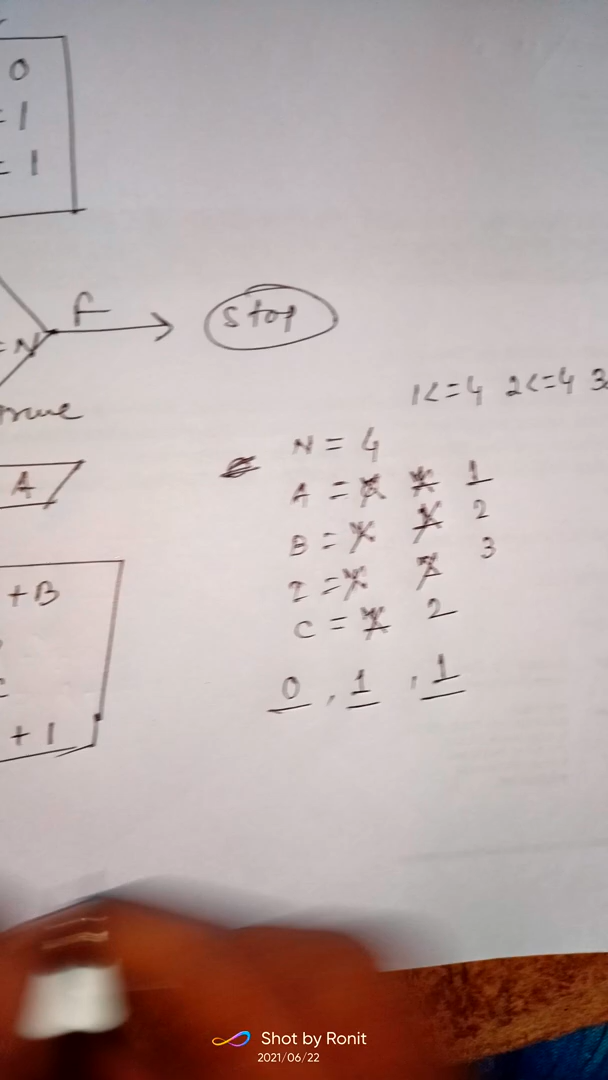 0
= 1
= 1
F
Stop
= N
True
1<=4 2<=4 3
N = 4
A
A = 1
B = 2
+B
I = 3
C = 2
0 , 1 , 1
+ 1
Shot by Ronit
2021/06/22